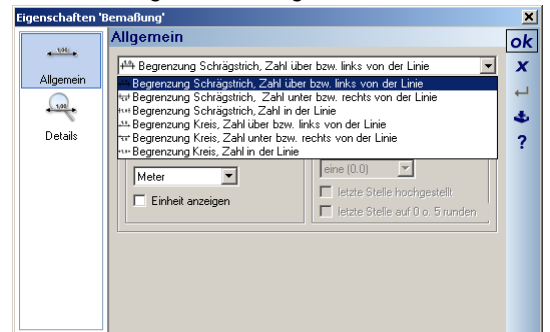 Eigenschaften 'Bemaßung'
Allgemein
ok
Allgemein
Details
Begrenzung Schrägstrich, Zahl über bzw. links von der Linie
Begrenzung Schrägstrich, Zahl über bzw. links von der Linie
Begrenzung Schrägstrich, Zahl unter bzw. rechts von der Linie
Begrenzung Schrägstrich, Zahl in der Linie
Begrenzung Kreis, Zahl über bzw. links von der Linie
Begrenzung Kreis, Zahl unter bzw. rechts von der Linie
Begrenzung Kreis, Zahl in der Linie
Meter
Einheit anzeigen
eine (0.0)
letzte Stelle hochgestellt
letzte Stelle auf 0 o. 5 runden
x
?